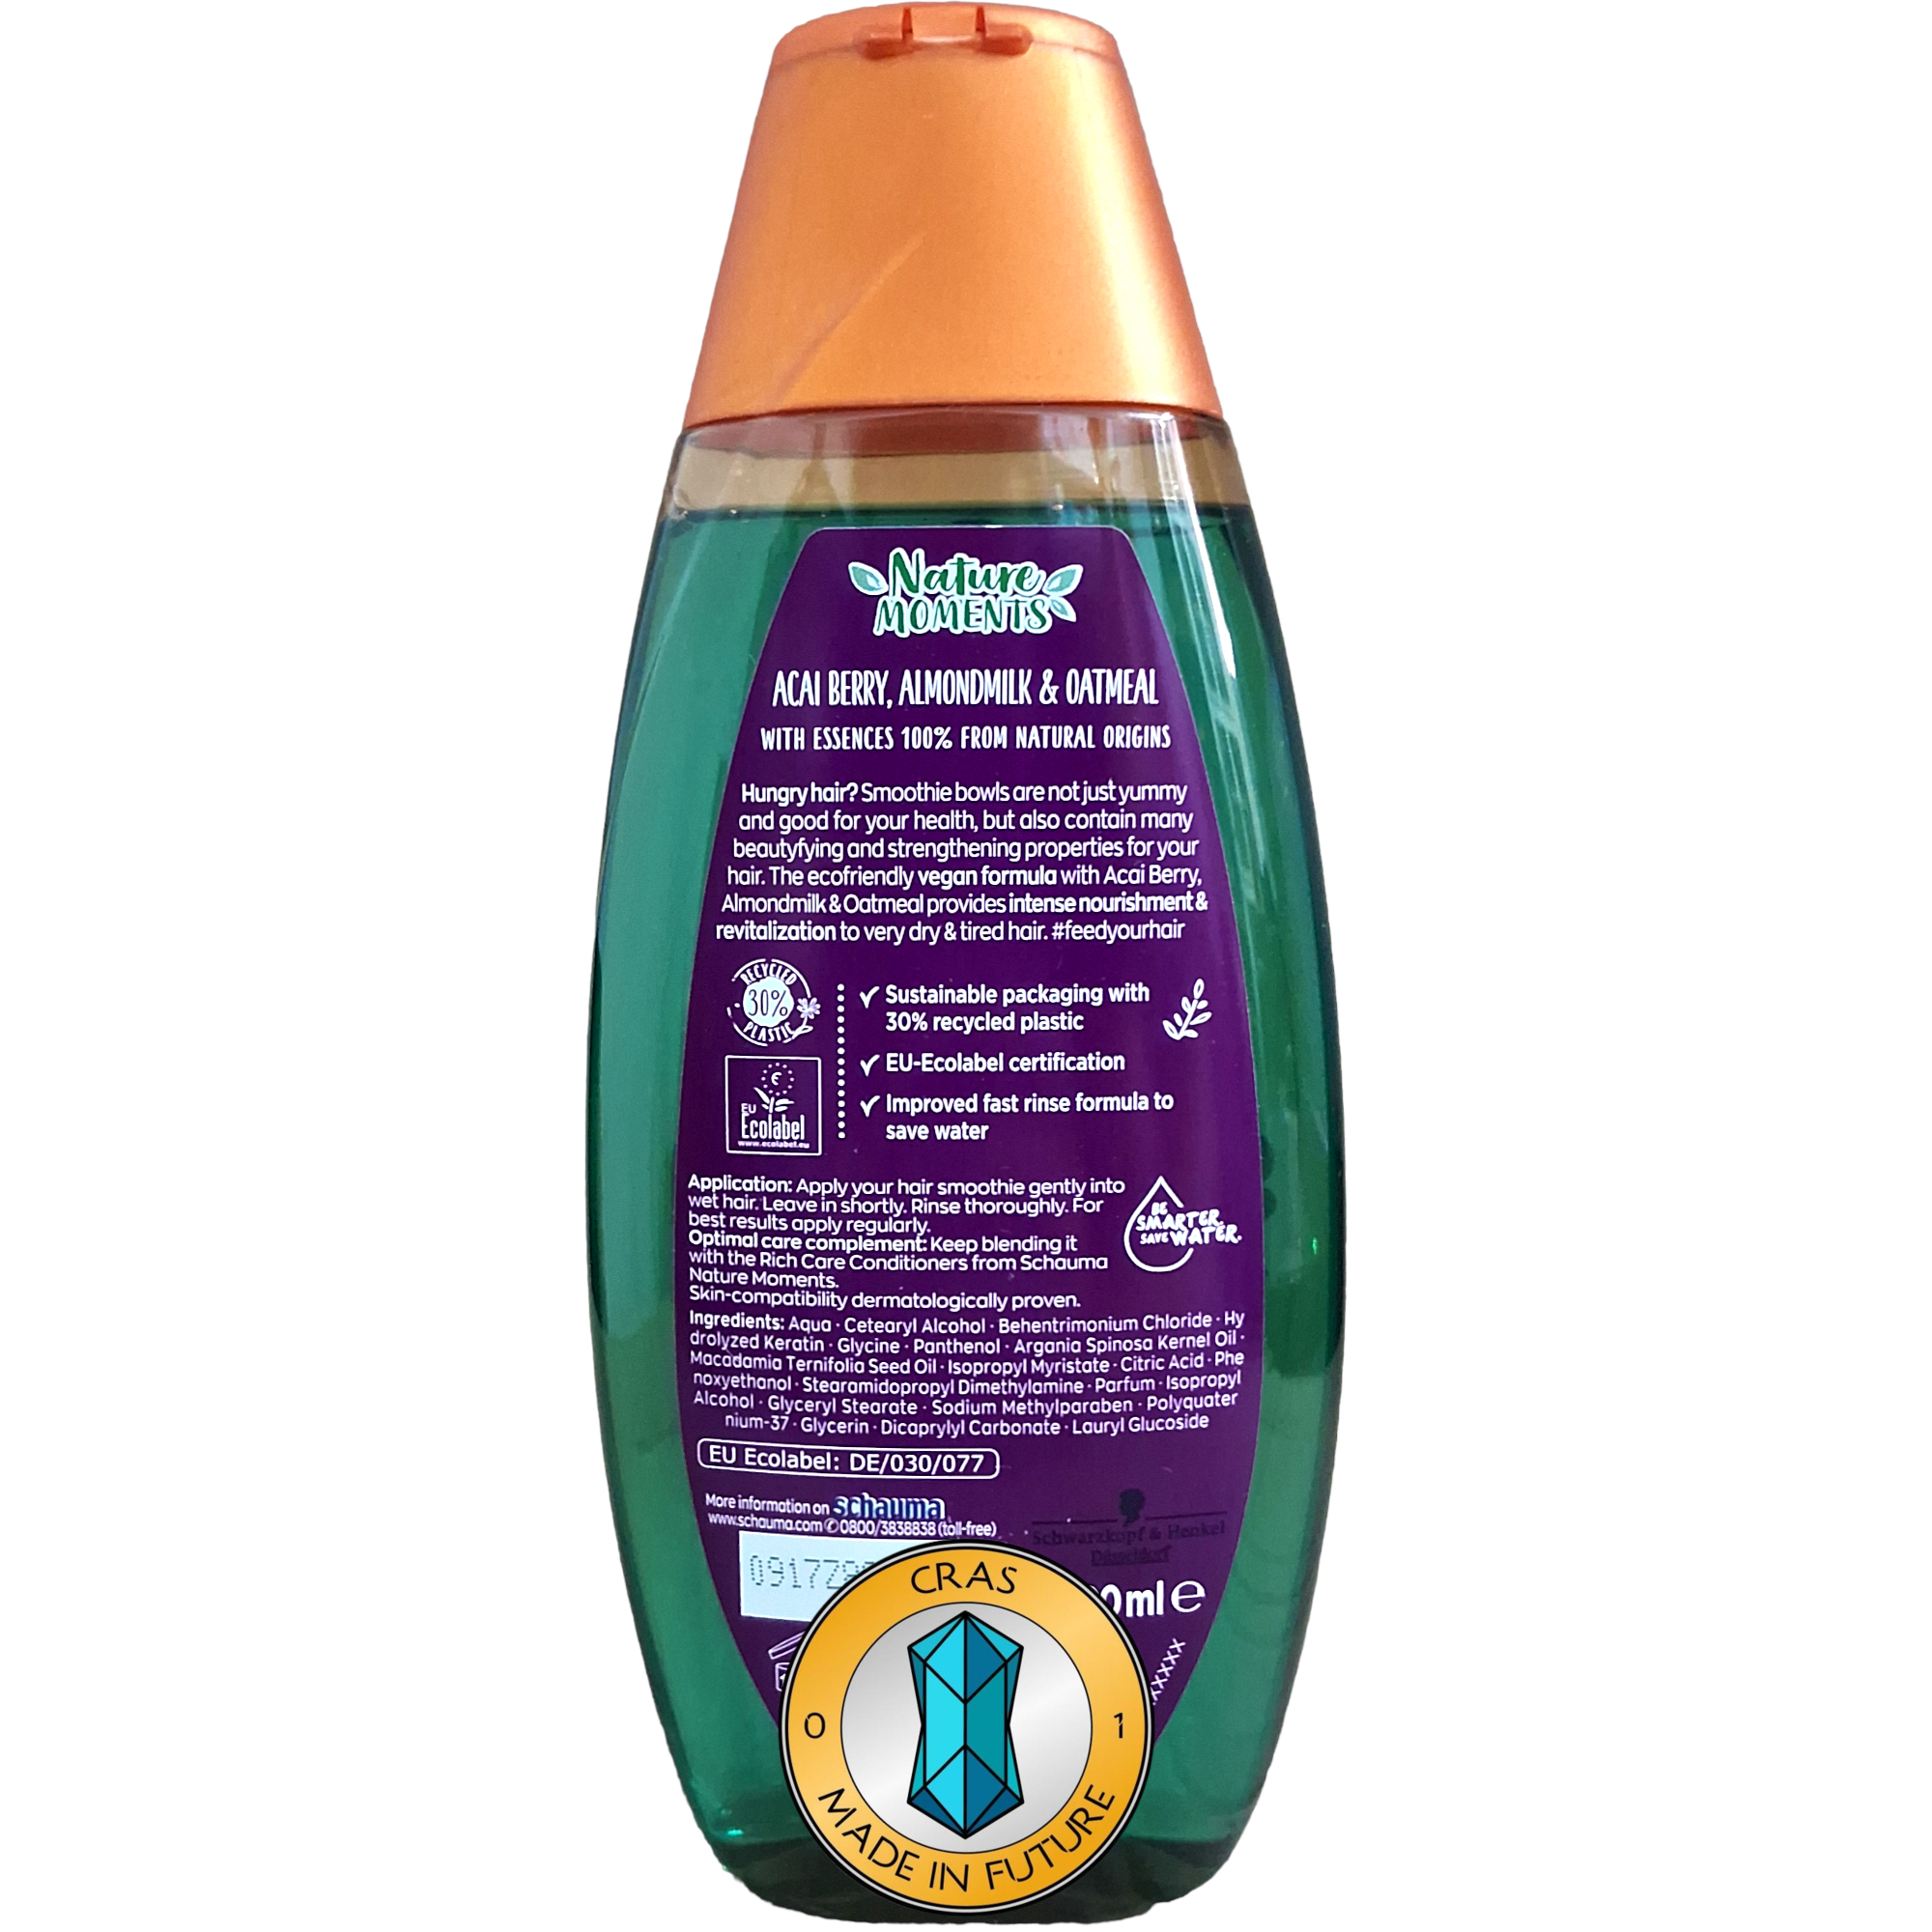 Nature
MOMENTS
ACAI BERRY, ALMONDMILK & OATMEAL
WITH ESSENCES 100% FROM NATURAL ORIGINS
Hungry hair? Smoothie bowls are not just yummy
and good for your health, but also contain many
beautyfying and strengthening properties for your
hair. The ecofriendly vegan formula with Acai Berry,
Almondmilk & Oatmeal provides intense nourishment &
revitalization to very dry & tired hair. #feedyourhair
RECYCLED
30%
PLASTIC
✓ Sustainable packaging with
30% recycled plastic
✓ EU-Ecolabel certification
✓ Improved fast rinse formula to
save water
EU
Ecolabel
www.ecolabel.eu
Application: Apply your hair smoothie gently into
wet hair. Leave in shortly. Rinse thoroughly. For
best results apply regularly.
Optimal care complement: Keep blending it
with the Rich Care Conditioners from Schauma
Nature Moments.
Skin-compatibility dermatologically proven.
BE
SMARTER.
SAVE WATER.
Ingredients: Aqua · Cetearyl Alcohol · Behentrimonium Chloride · Hy
drolyzed Keratin · Glycine · Panthenol · Argania Spinosa Kernel Oil ·
Macadamia Ternifolia Seed Oil · Isopropyl Myristate · Citric Acid · Phe
noxyethanol · Stearamidopropyl Dimethylamine · Parfum · Isopropyl
Alcohol · Glyceryl Stearate · Sodium Methylparaben · Polyquater
nium-37 · Glycerin · Dicaprylyl Carbonate · Lauryl Glucoside
EU Ecolabel: DE/030/077
More information on schauma
www.schauma.com ✆0800/3838838 (toll-free)
Schwarzkopf & Henkel
Düsseldorf
0ml e
CRAS
0 1
MADE IN FUTURE